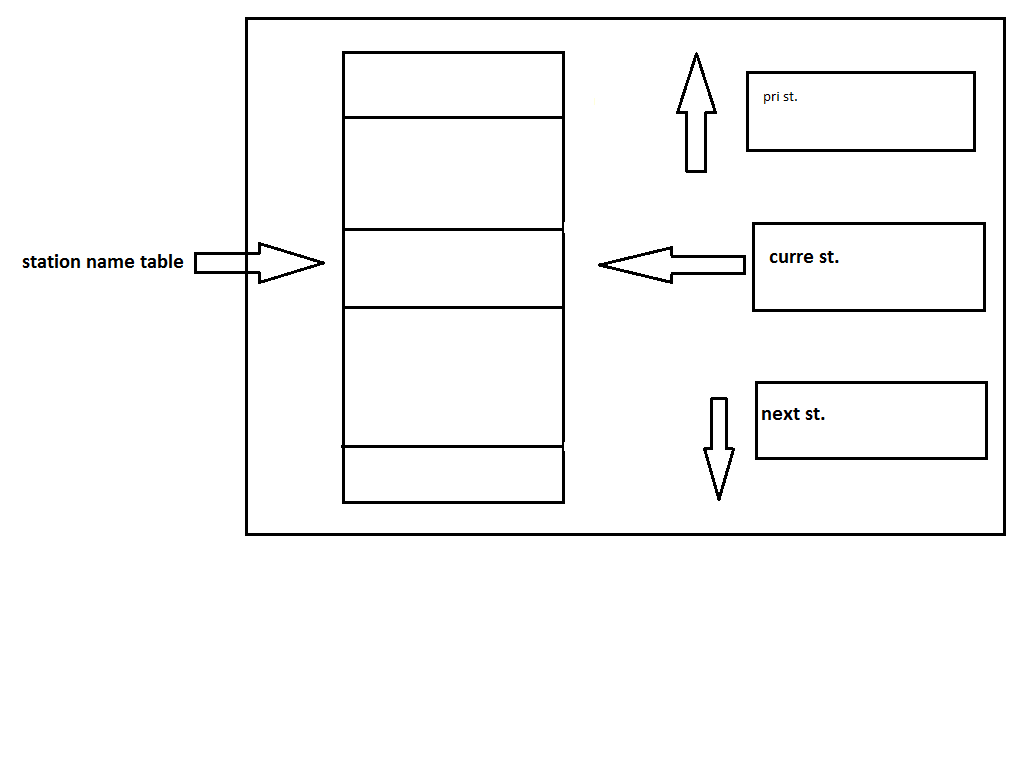 pri st.
station name table
curre st.
next st.